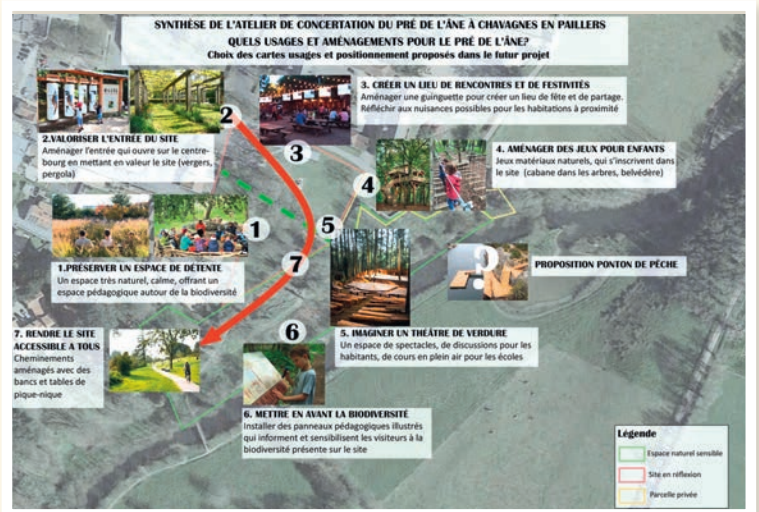 SYNTHÈSE DE L'ATELIER DE CONCERTATION DU PRÉ DE L'ÂNE À CHAVAGNES EN PAILLERS
QUELS USAGES ET AMÉNAGEMENTS POUR LE PRÉ DE L'ÂNE?
Choix des cartes usages et positionnement proposés dans le futur projet
2
2.VALORISER L'ENTRÉE DU SITE
Aménager l'entrée qui ouvre sur le centre-
bourg en mettant en valeur le site (vergers,
pergola)
3. CRÉER UN LIEU DE RENCONTRES ET DE FESTIVITÉS
Aménager une guinguette pour créer un lieu de fête et de partage.
Réfléchir aux nuisances possibles pour les habitations à proximité
3
4
4. AMÉNAGER DES JEUX POUR ENFANTS
Jeux matériaux naturels, qui s'inscrivent dans
le site (cabane dans les arbres, belvédère)
1
1.PRÉSERVER UN ESPACE DE DÉTENTE
Un espace très naturel, calme, offrant un
espace pédagogique autour de la biodiversité
5
7
?
PROPOSITION PONTON DE PÊCHE
7. RENDRE LE SITE
ACCESSIBLE A TOUS
Cheminements
aménagés avec des
bancs et tables de
pique-nique
6
5. IMAGINER UN THÉÂTRE DE VERDURE
Un espace de spectacles, de discussions pour les
habitants, de cours en plein air pour les écoles
6. METTRE EN AVANT LA BIODIVERSITÉ
Installer des panneaux pédagogiques illustrés
qui informent et sensibilisent les visiteurs à la
biodiversité présente sur le site
Légende
Espace naturel sensible
Site en réflexion
Parcelle privée